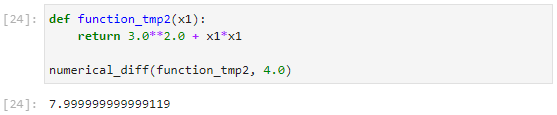 [24]: def function_tmp2(x1):
return 3.0**2.0 + x1*x1
numerical_diff(function_tmp2, 4.0)
[24]: 7.999999999999119